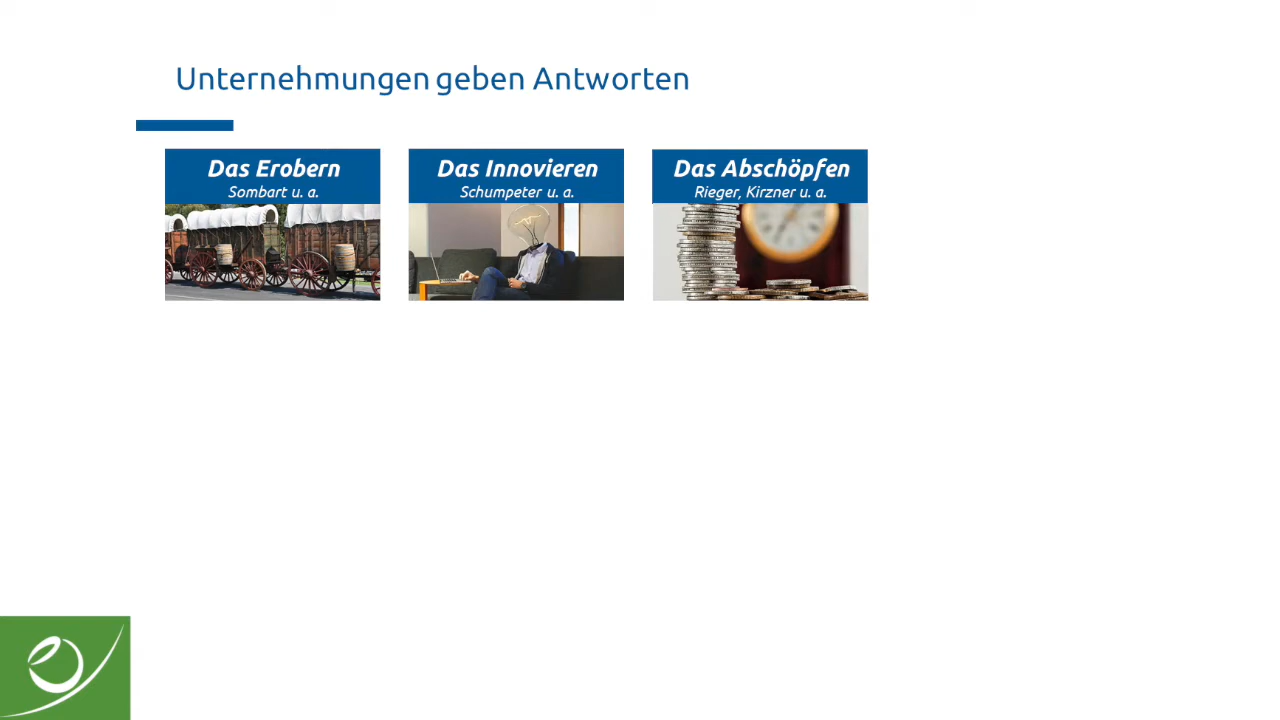 Unternehmungen geben Antworten
Das Erobern
Sombart u. a.
Das Innovieren
Schumpeter u. a.
Das Abschöpfen
Rieger, Kirzner u. a.